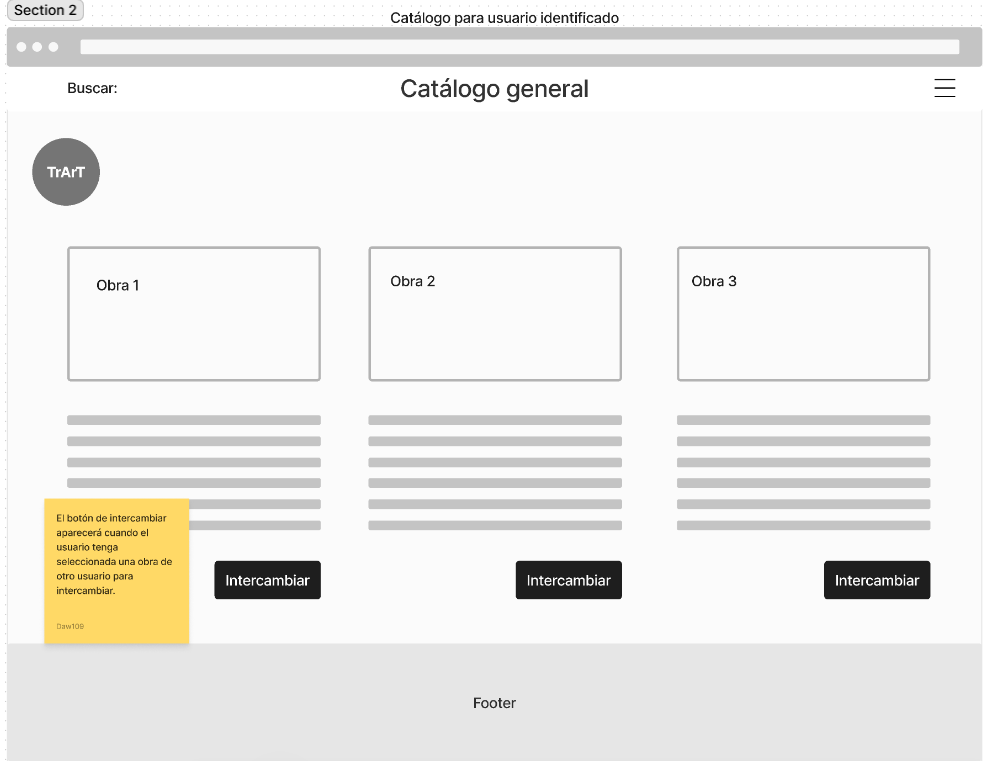 Section 2
Catálogo para usuario identificado
Buscar:
Catálogo general
TrArT
Obra 1
Obra 2
Obra 3
El botón de intercambiar
aparecerá cuando el
usuario tenga
seleccionada una obra de
otro usuario para
intercambiar.
Daw109
Intercambiar
Intercambiar
Intercambiar
Footer